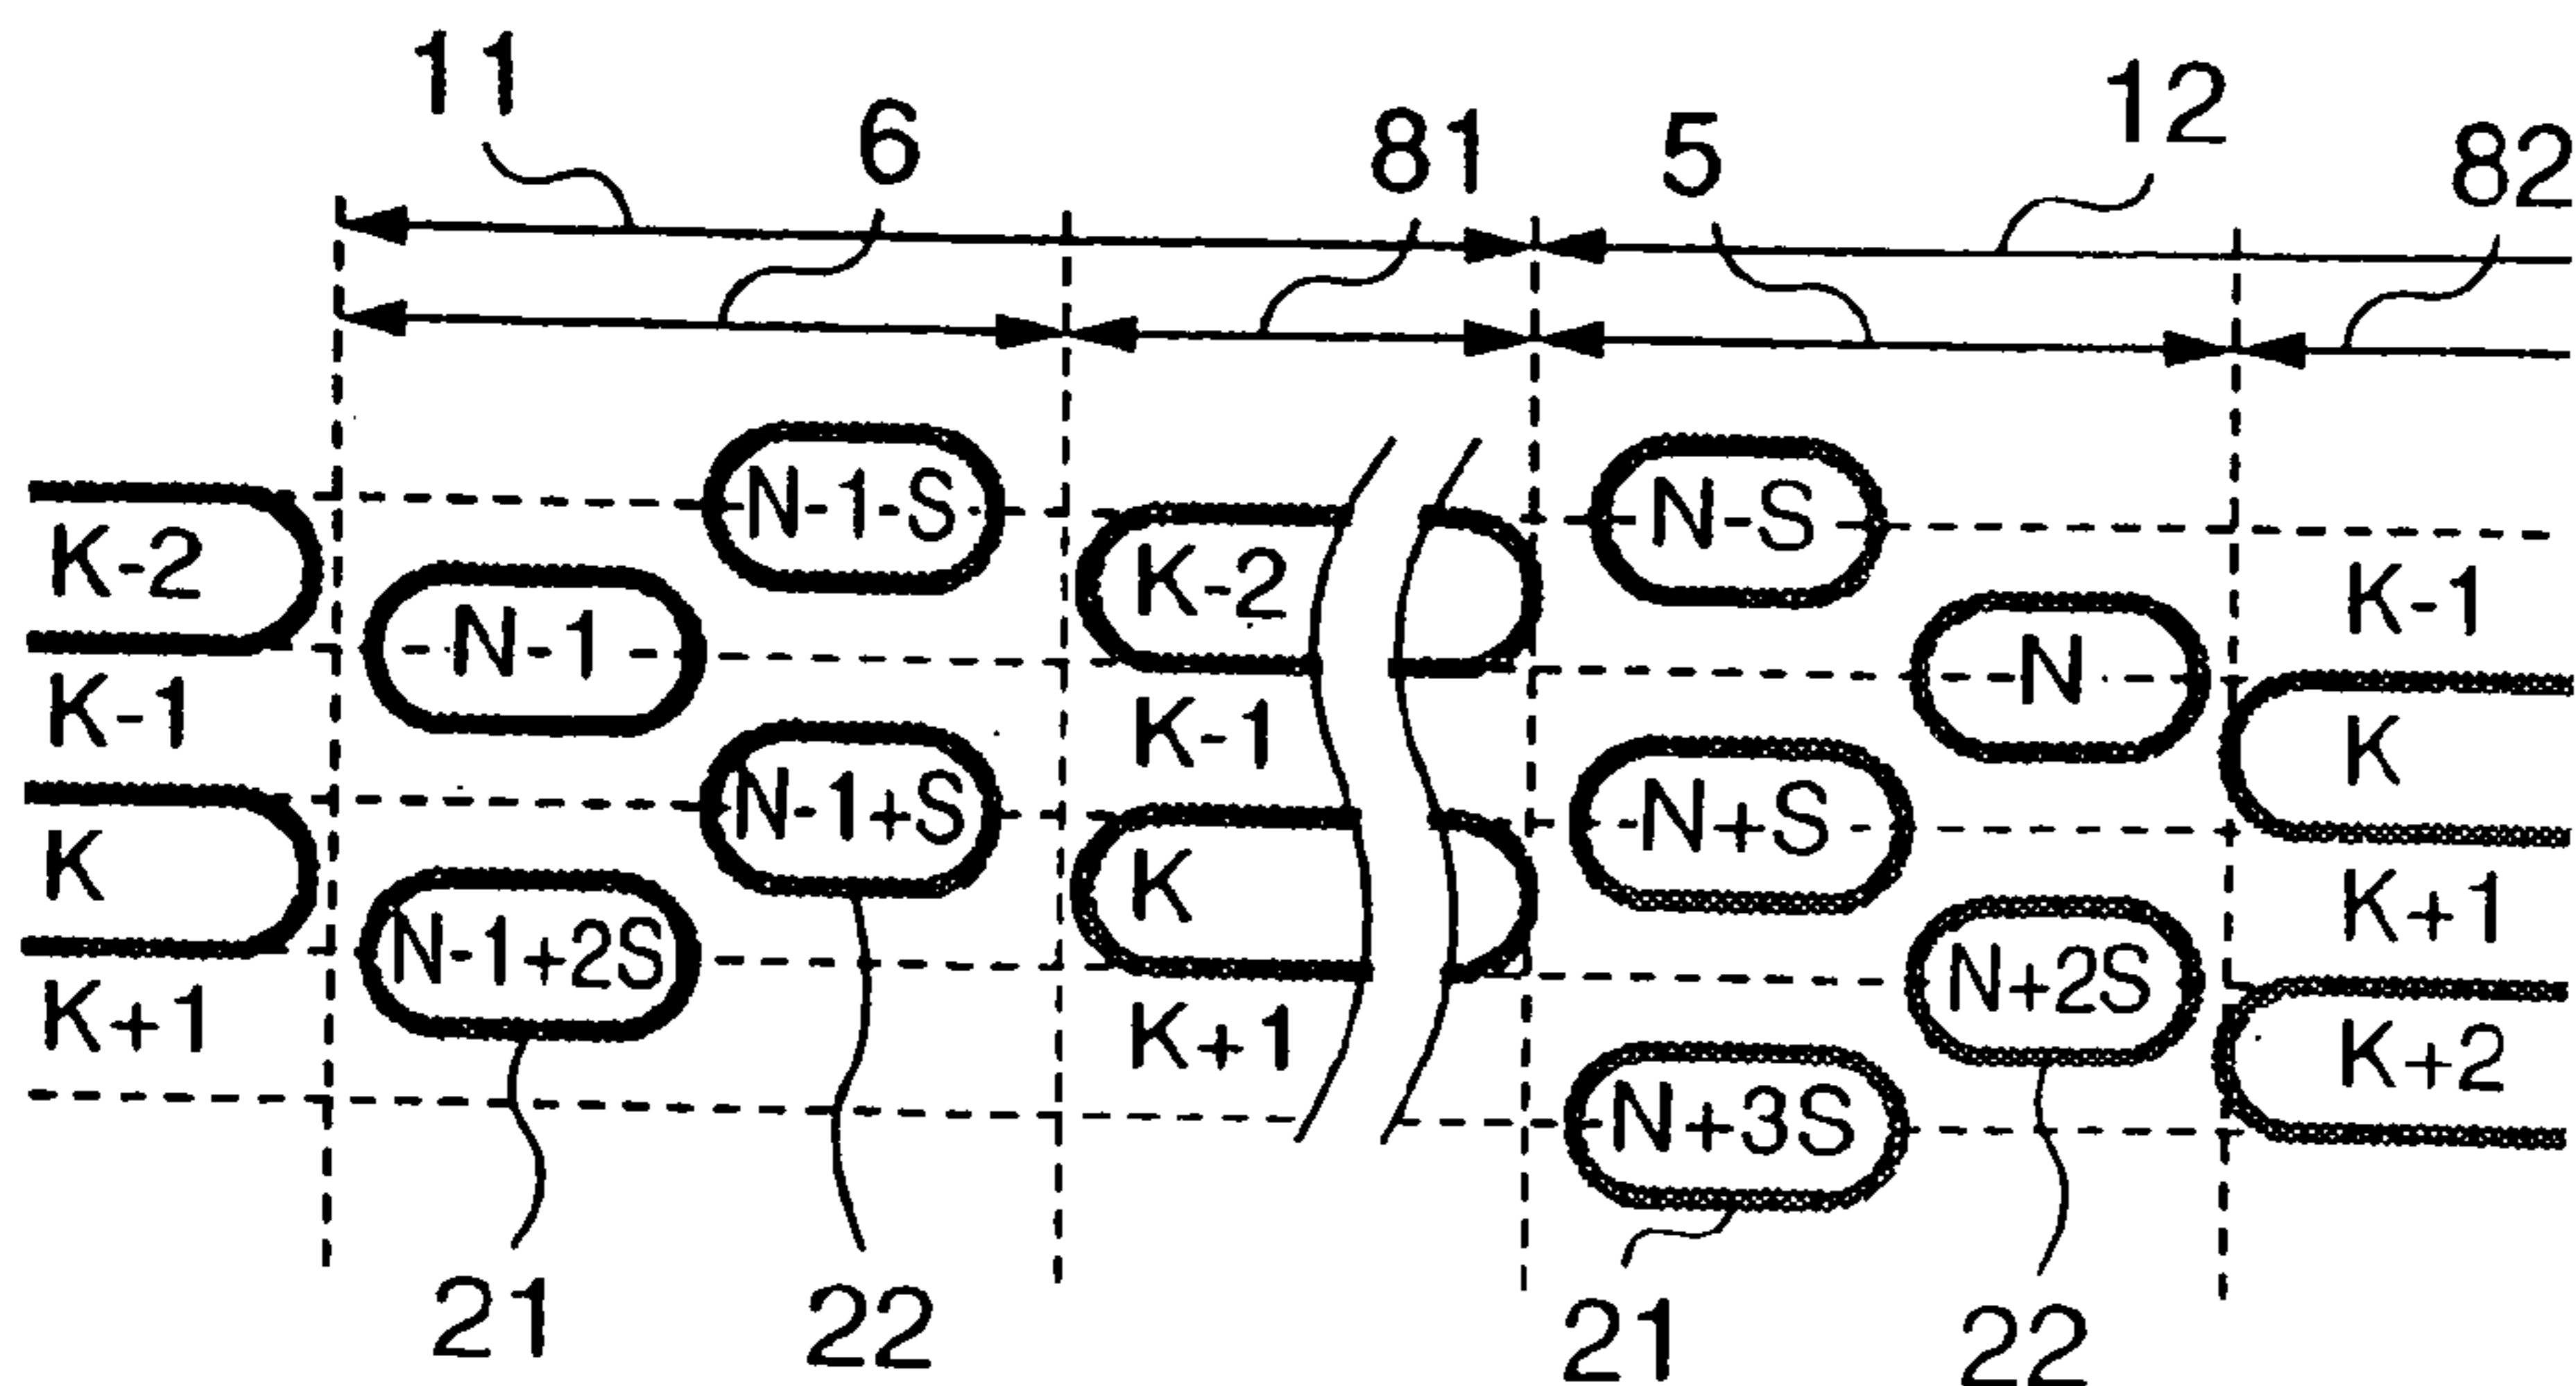 11
6
81
5
12
82
N-1-S
N-S
K-2
K-2
K-1
N-1
N
K-1
K-1
N-1+S
N+S
K
K
K
K+1
N-1+2S
N+2S
K+1
K+1
K+2
N+3S
21
22
21
22